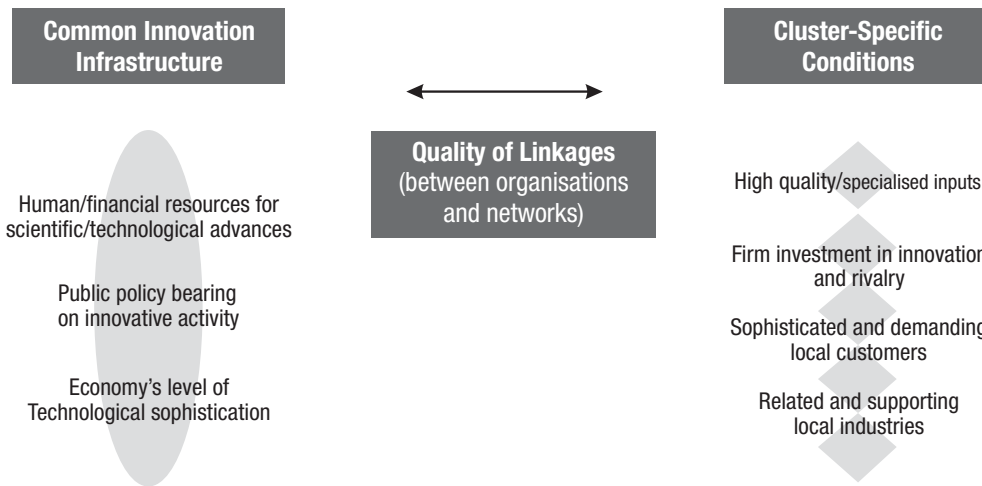 Common Innovation
Infrastructure
Human/financial resources for
scientific/technological advances
Public policy bearing
on innovative activity
Economy's level of
Technological sophistication
Quality of Linkages
(between organisations
and networks)
Cluster-Specific
Conditions
High quality/specialised inputs
Firm investment in innovation
and rivalry
Sophisticated and demanding
local customers
Related and supporting
local industries